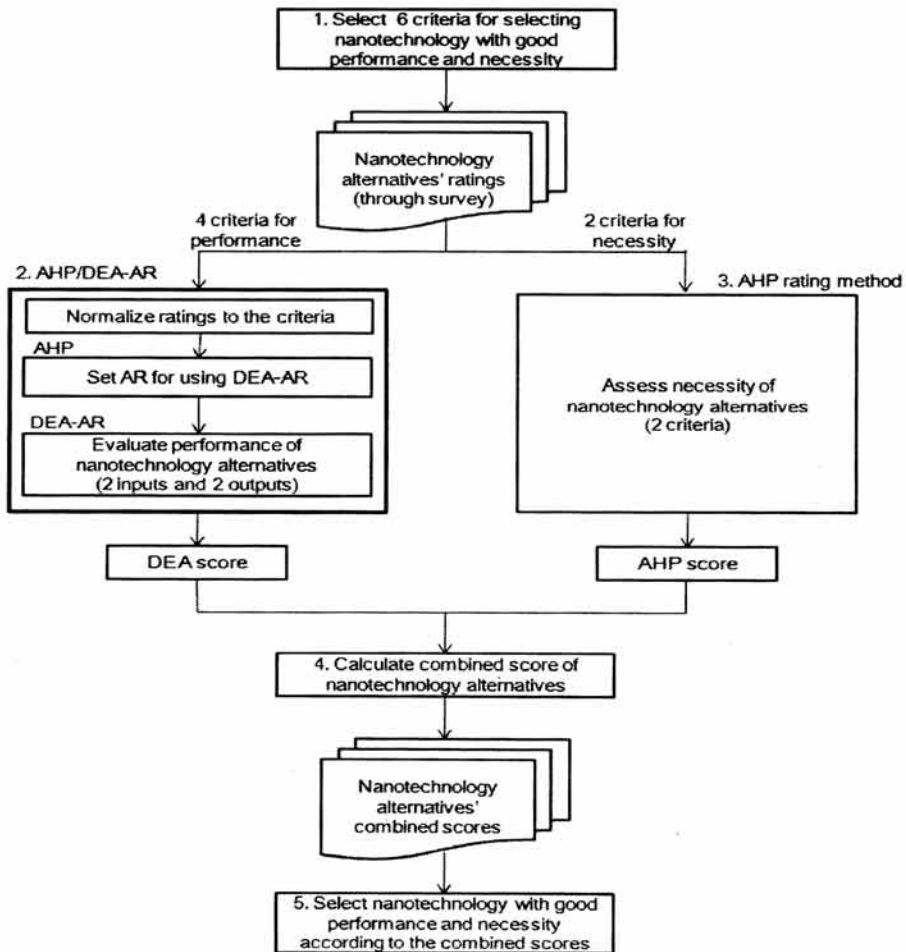 1. Select 6 criteria for selecting
nanotechnology with good
performance and necessity
Nanotechnology
alternatives' ratings
(through survey)
4 criteria for
performance
2 criteria for
necessity
2. AHP/DEA-AR
Normalize ratings to the criteria
AHP
Set AR for using DEA-AR
DEA-AR
Evaluate performance of
nanotechnology alternatives
(2 inputs and 2 outputs)
3. AHP rating method
Assess necessity of
nanotechnology alternatives
(2 criteria)
DEA score
AHP score
4. Calculate combined score of
nanotechnology alternatives
Nanotechnology
alternatives'
combined scores
5. Select nanotechnology with good
performance and necessity
according to the combined scores